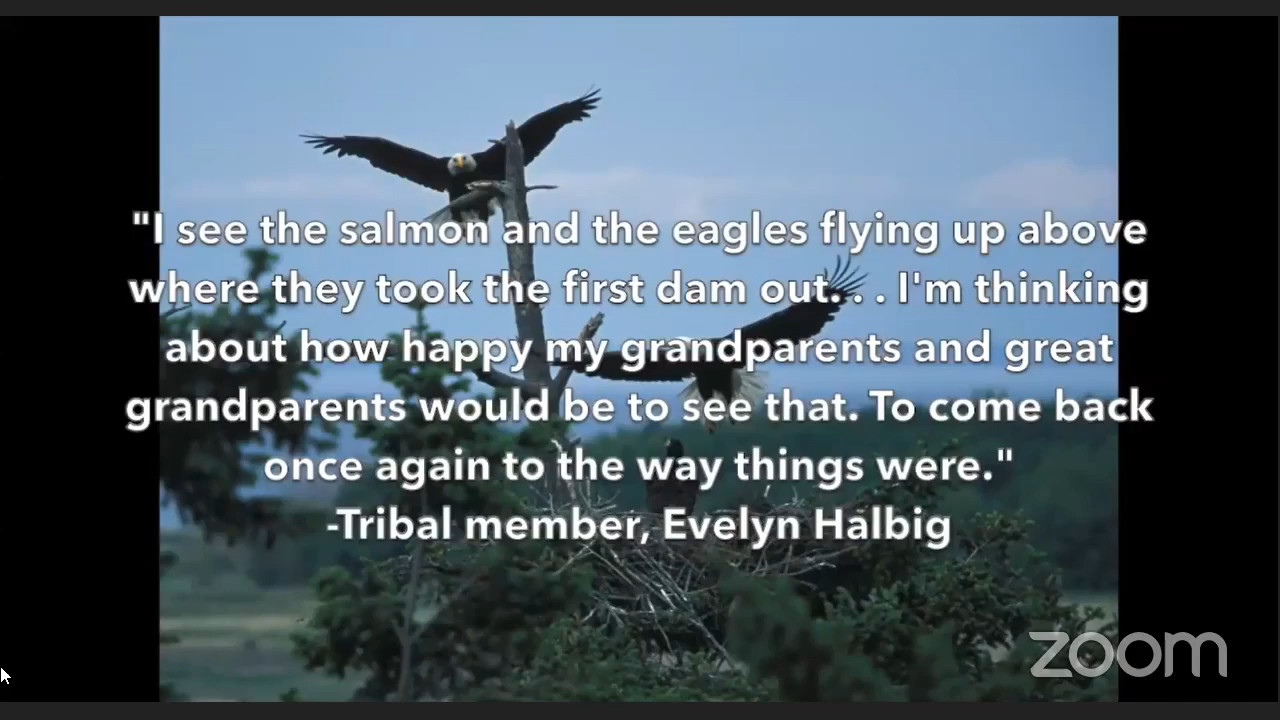 "I see the salmon and the eagles flying up above
where they took the first dam out. . . I'm thinking
about how happy my grandparents and great
grandparents would be to see that. To come back
once again to the way things were."
-Tribal member, Evelyn Halbig
zoom